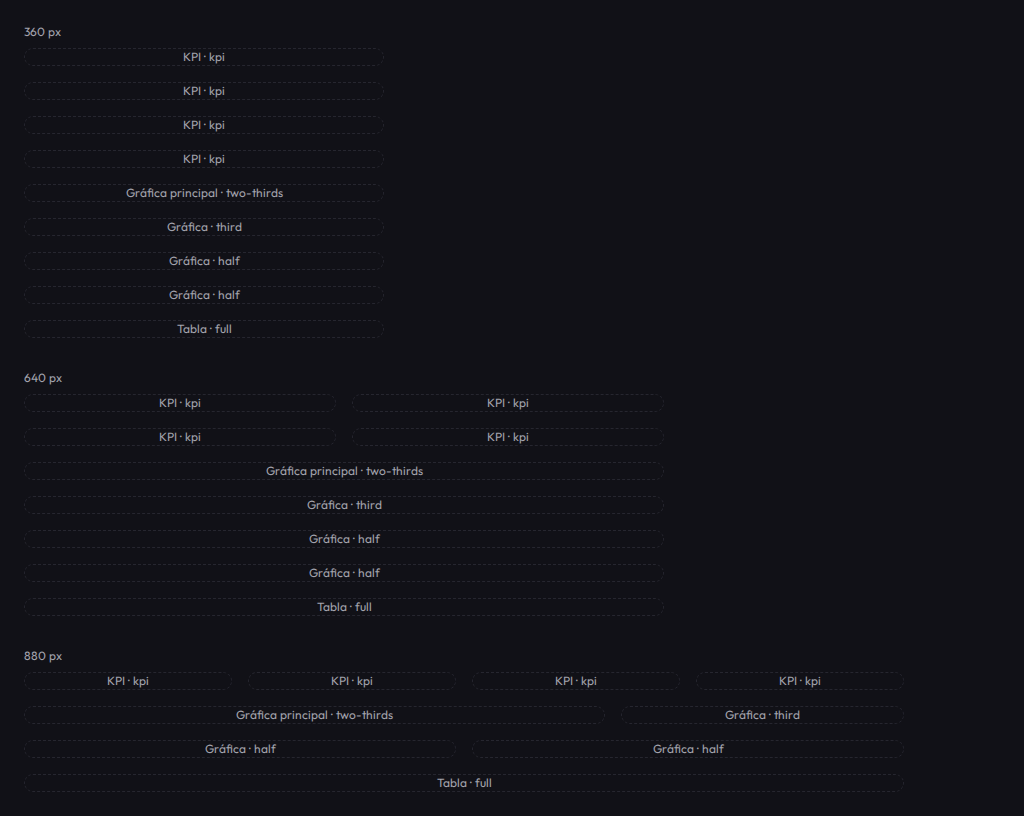 360 px
KPI · kpi
KPI · kpi
KPI · kpi
KPI · kpi
Gráfica principal · two-thirds
Gráfica · third
Gráfica · half
Gráfica · half
Tabla · full
640 px
KPI · kpi KPI · kpi
KPI · kpi KPI · kpi
Gráfica principal · two-thirds
Gráfica · third
Gráfica · half
Gráfica · half
Tabla · full
880 px
KPI · kpi KPI · kpi KPI · kpi KPI · kpi
Gráfica principal · two-thirds Gráfica · third
Gráfica · half Gráfica · half
Tabla · full